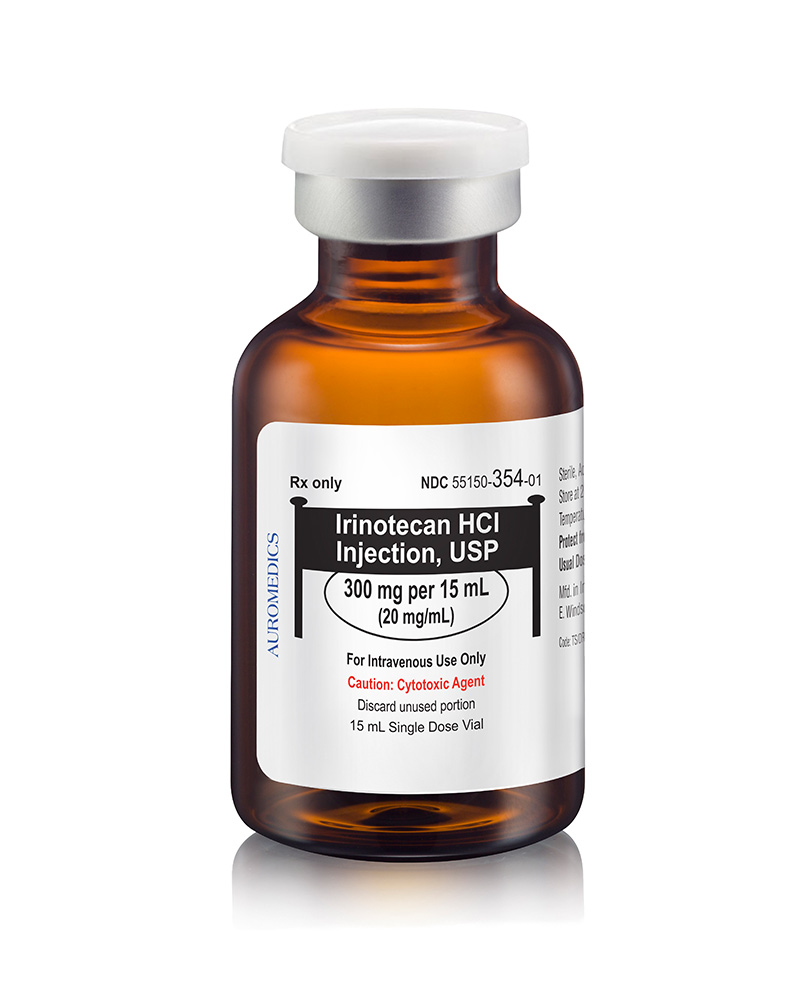 Rx only
NDC 55150-354-01
Irinotecan HCl
Injection, USP
300 mg per 15 mL
(20 mg/mL)
For Intravenous Use Only
Caution: Cytotoxic Agent
Discard unused portion
15 mL Single Dose Vial
AUROMEDICS
Sterile,
Store at
Protect
Usual
Mfd. in
E.
Code: